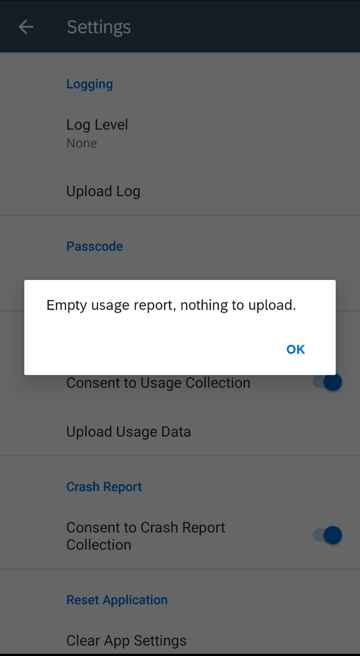 Settings
Logging
Log Level
None
Upload Log
Passcode
Empty usage report, nothing to upload.
OK
Consent to Usage Collection
Upload Usage Data
Crash Report
Consent to Crash Report
Collection
Reset Application
Clear App Settings